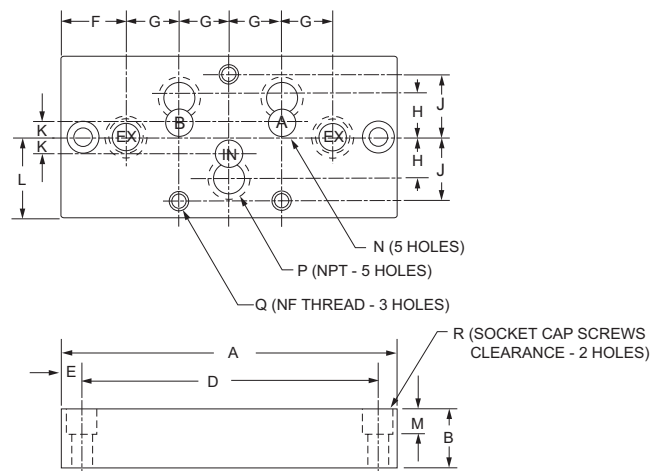 F G G G G
J
H
K
B A
EX EX
K
IN
H
J
L
N (5 HOLES)
P (NPT - 5 HOLES)
Q (NF THREAD - 3 HOLES)
R (SOCKET CAP SCREWS
CLEARANCE - 2 HOLES)
A
E
D
M
B